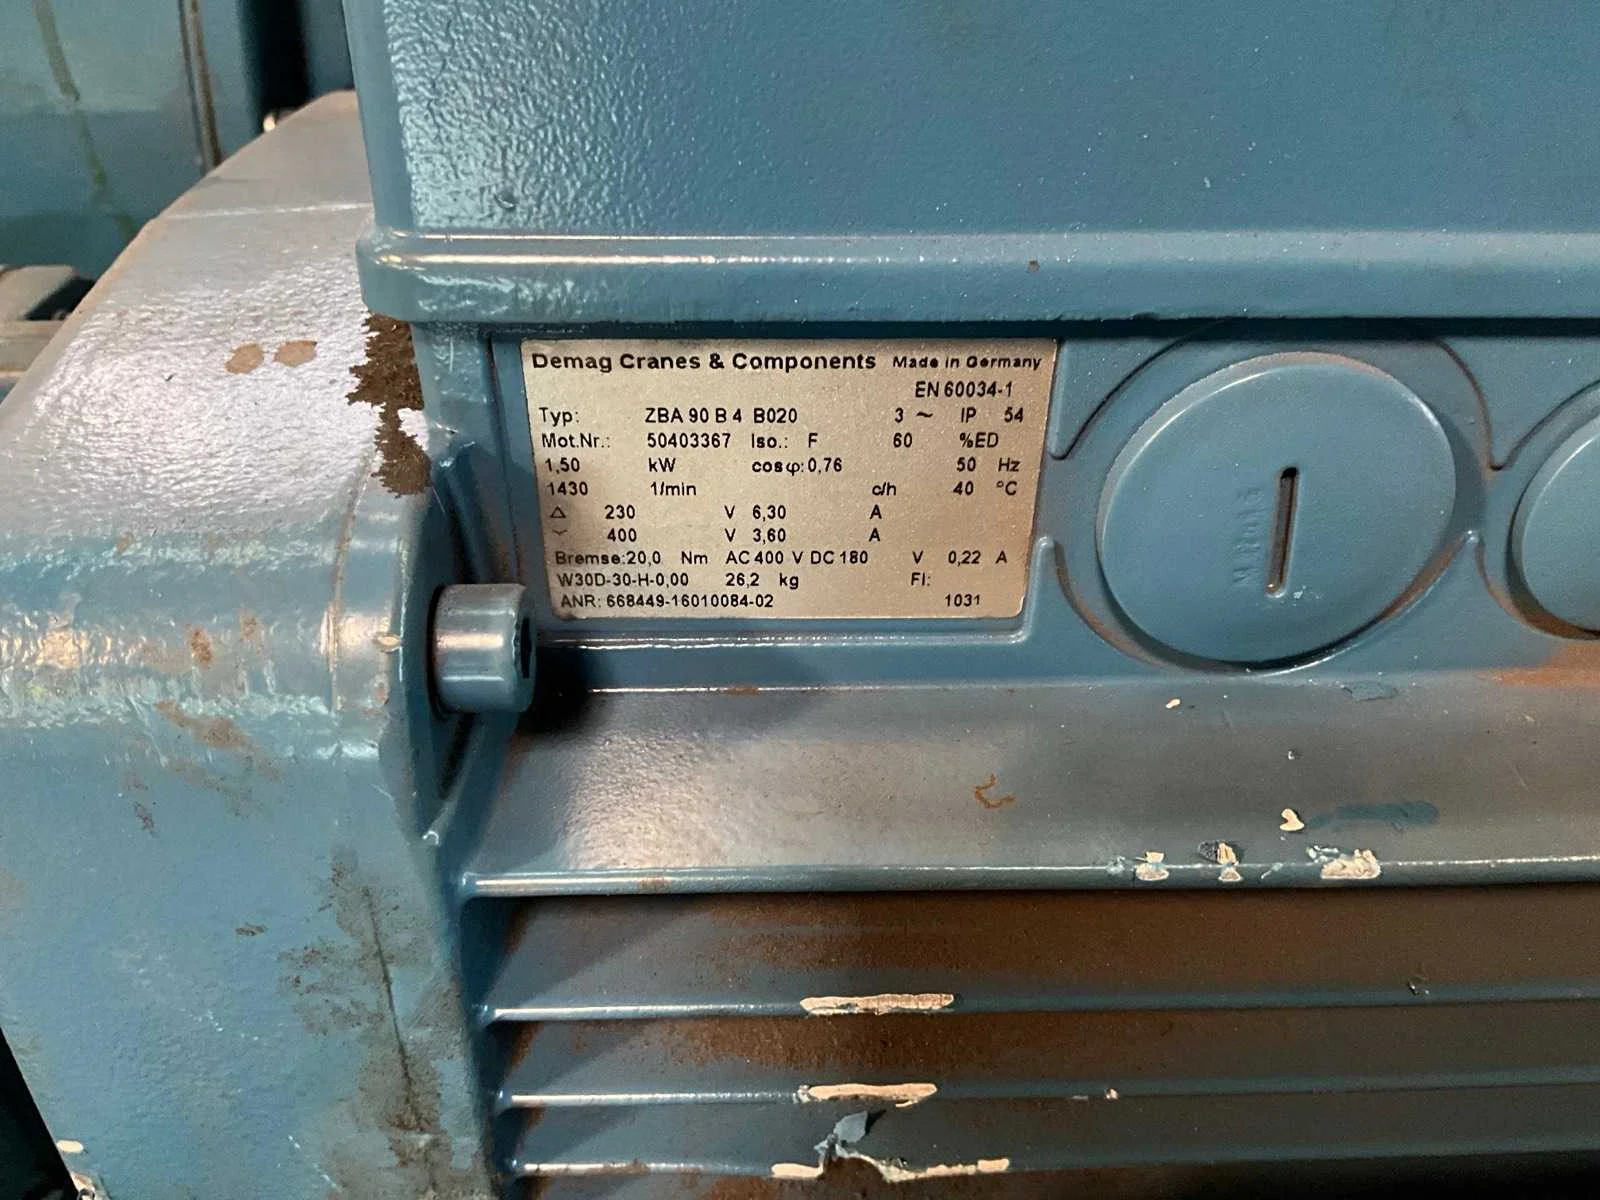 Demag Cranes & Components Made in Germany
EN 60034-1
Typ: ZBA 90 B 4 B020 3 ~ IP 54
Mot.Nr.: 50403367 Iso.: F 60 %ED
1,50 kW cosφ:0,76 50 Hz
1430 1/min c/h 40 °C
△ 230 V 6,30 A
400 V 3,60 A
Bremse:20,0 Nm AC 400 V DC 180 V 0,22 A
W30D-30-H-0,00 26,2 kg FI:
ANR: 668449-16010084-02 1031